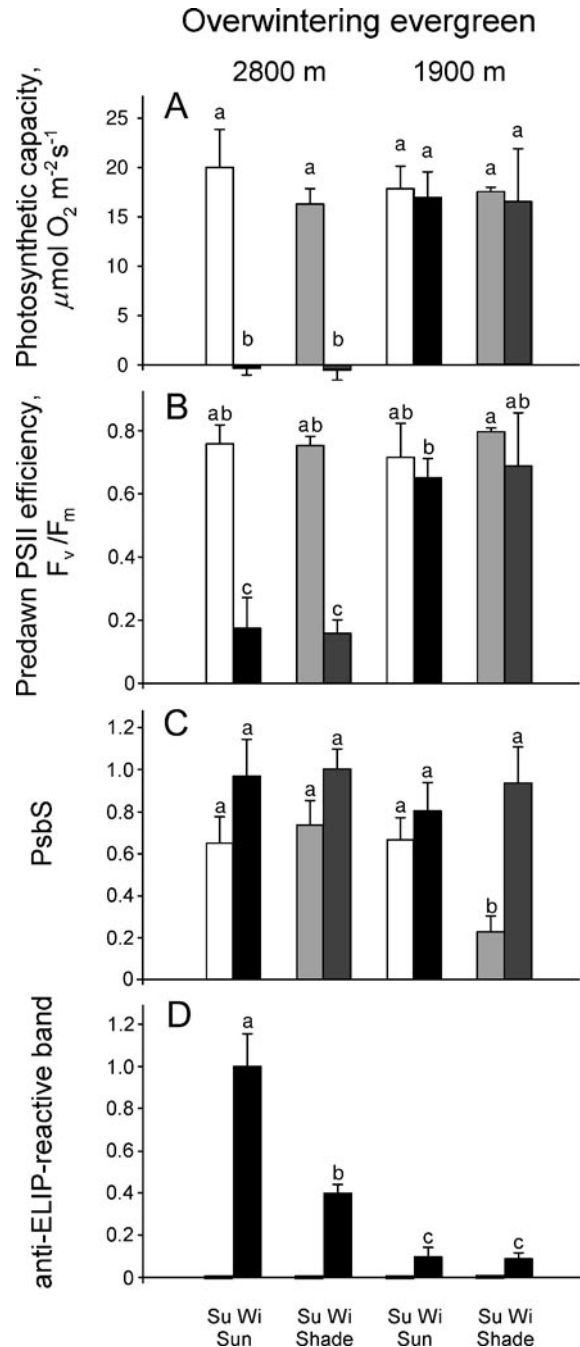 Overwintering evergreen
2800 m 1900 m
A
Photosynthetic capacity,
μmol O₂ m⁻² s⁻¹
25
20
15
10
5
0
a
b
a
b
a
a
a
a
B
Predawn PSII efficiency,
Fᵥ/Fₘ
0.8
0.6
0.4
0.2
0
ab
c
ab
c
ab
b
a
ab
C
PsbS
1.2
1.0
0.8
0.6
0.4
0.2
0
a
a
a
a
a
a
b
a
D
anti-ELIP-reactive band
1.2
1.0
0.8
0.6
0.4
0.2
0
a
b
c
c
Su Wi Su Wi Su Wi Su Wi
Sun Shade Sun Shade